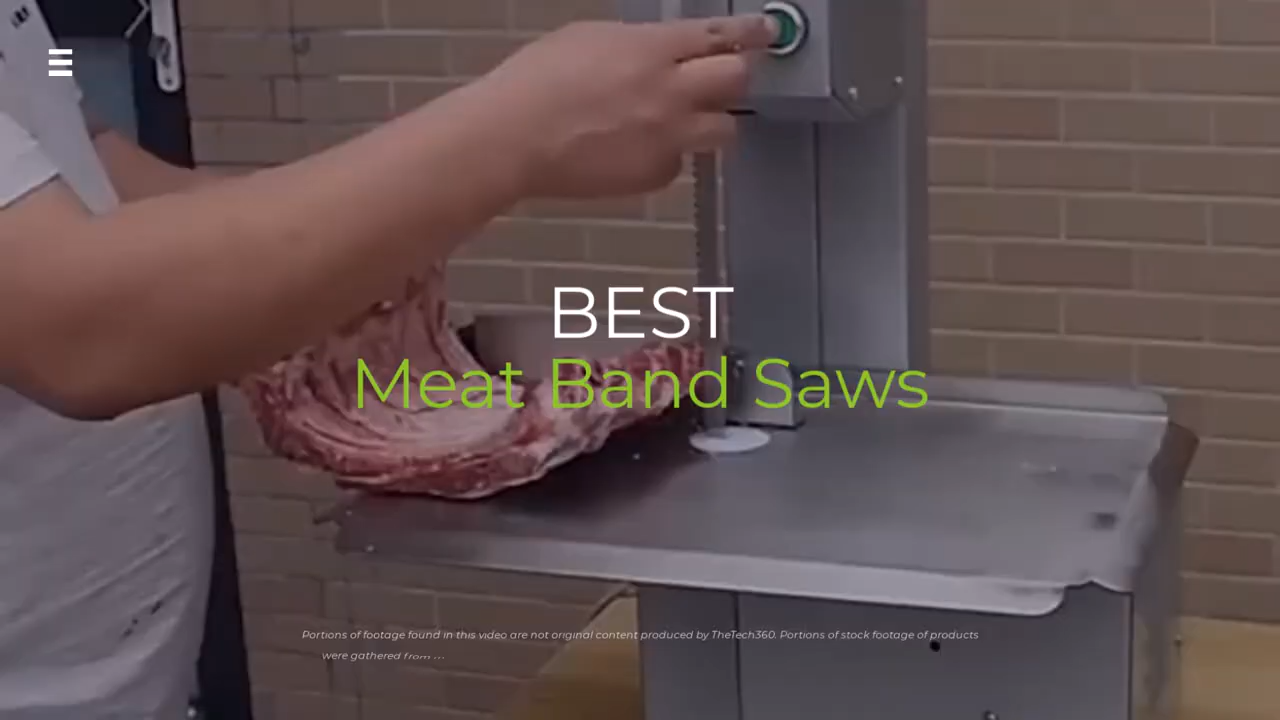 BEST
Meat Band Saws
Portions of footage found in this video are not original content produced by TheTech360. Portions of stock footage of products
were gathered from ...